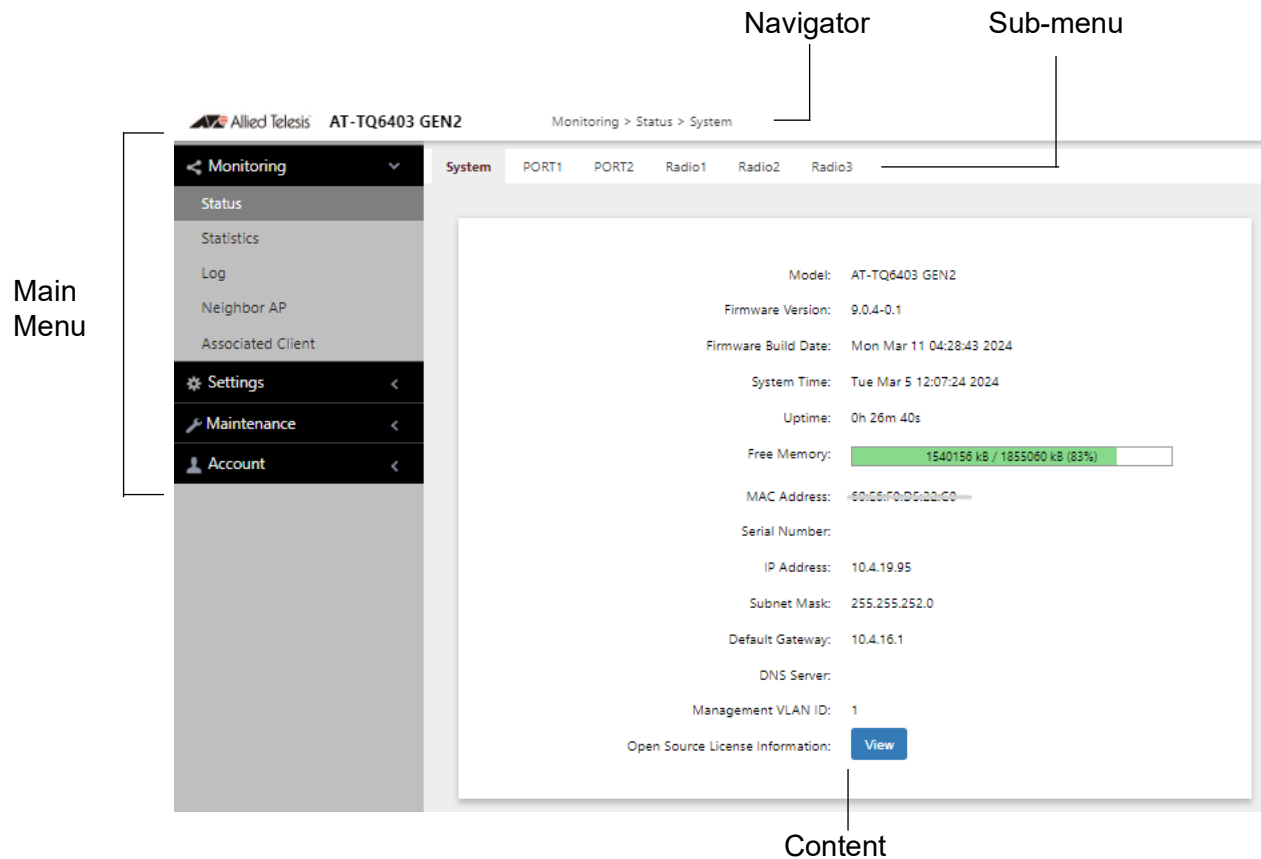 Navigator Sub-menu
Allied Telesis AT-TQ6403 GEN2 Monitoring > Status > System
Monitoring System PORT1 PORT2 Radio1 Radio2 Radio3
Status
Statistics
Log
Neighbor AP
Associated Client
Settings
Maintenance
Account
Main
Menu
Model: AT-TQ6403 GEN2
Firmware Version: 9.0.4-0.1
Firmware Build Date: Mon Mar 11 04:28:43 2024
System Time: Tue Mar 5 12:07:24 2024
Uptime: 0h 26m 40s
Free Memory: 1540156 kB / 1855060 kB (83%)
MAC Address:
Serial Number:
IP Address: 10.4.19.95
Subnet Mask: 255.255.252.0
Default Gateway: 10.4.16.1
DNS Server:
Management VLAN ID: 1
Open Source License Information: View
Content